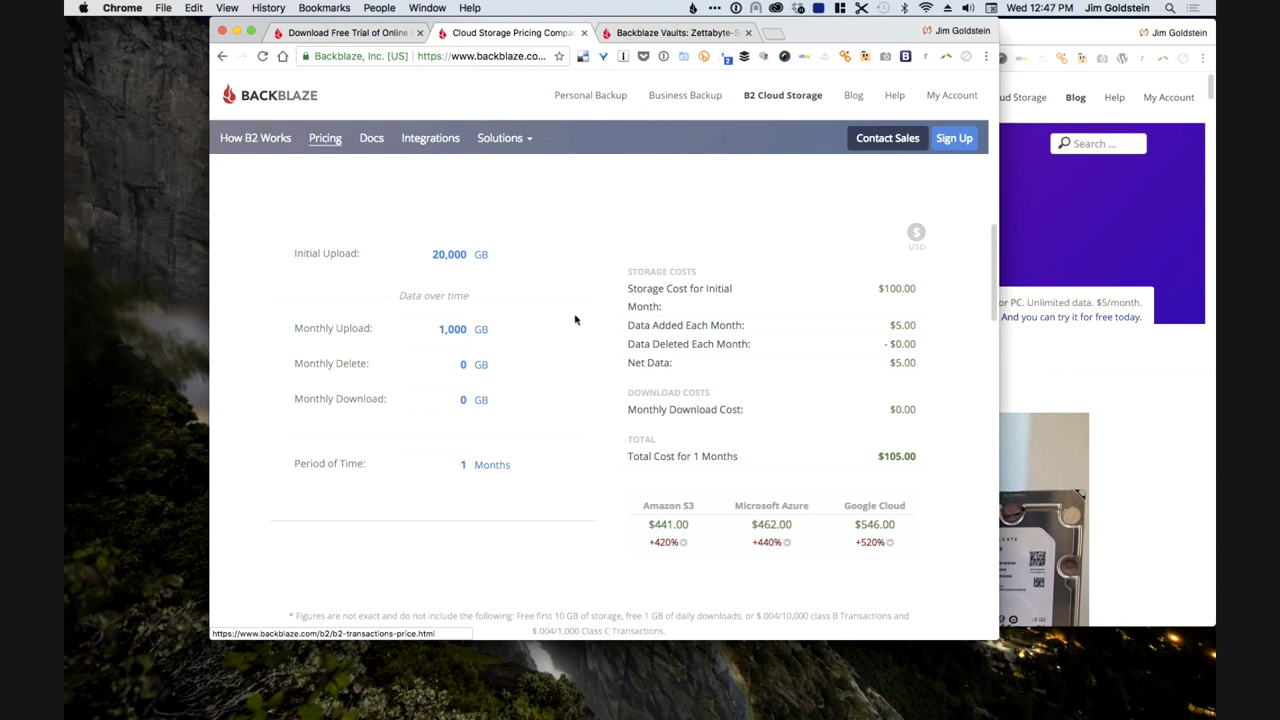 Chrome File Edit View History Bookmarks People Window Help
Wed 12:47 PM Jim Goldstein
Download Free Trial of Online
Cloud Storage Pricing Compa
Backblaze Vaults: Zettabyte-S
Jim Goldstein
Jim Goldstein
Backblaze, Inc. [US] https://www.backblaze.co...
BACKBLAZE
Personal Backup Business Backup B2 Cloud Storage Blog Help My Account
ud Storage Blog Help My Account
How B2 Works Pricing Docs Integrations Solutions
Contact Sales Sign Up
Search ...
Initial Upload: 20,000 GB
Data over time
Monthly Upload: 1,000 GB
Monthly Delete: 0 GB
Monthly Download: 0 GB
Period of Time: 1 Months
$
USD
STORAGE COSTS
Storage Cost for Initial $100.00
Month:
Data Added Each Month: $5.00
Data Deleted Each Month: - $0.00
Net Data: $5.00
DOWNLOAD COSTS
Monthly Download Cost: $0.00
TOTAL
Total Cost for 1 Months $105.00
Amazon S3 Microsoft Azure Google Cloud
$441.00 $462.00 $546.00
+420% +440% +520%
or PC. Unlimited data. $5/month.
And you can try it for free today.
* Figures are not exact and do not include the following: Free first 10 GB of storage, free 1 GB of daily downloads, or $.004/10,000 class B Transactions and
$.004/1,000 Class C Transactions.
https://www.backblaze.com/b2/b2-transactions-price.html